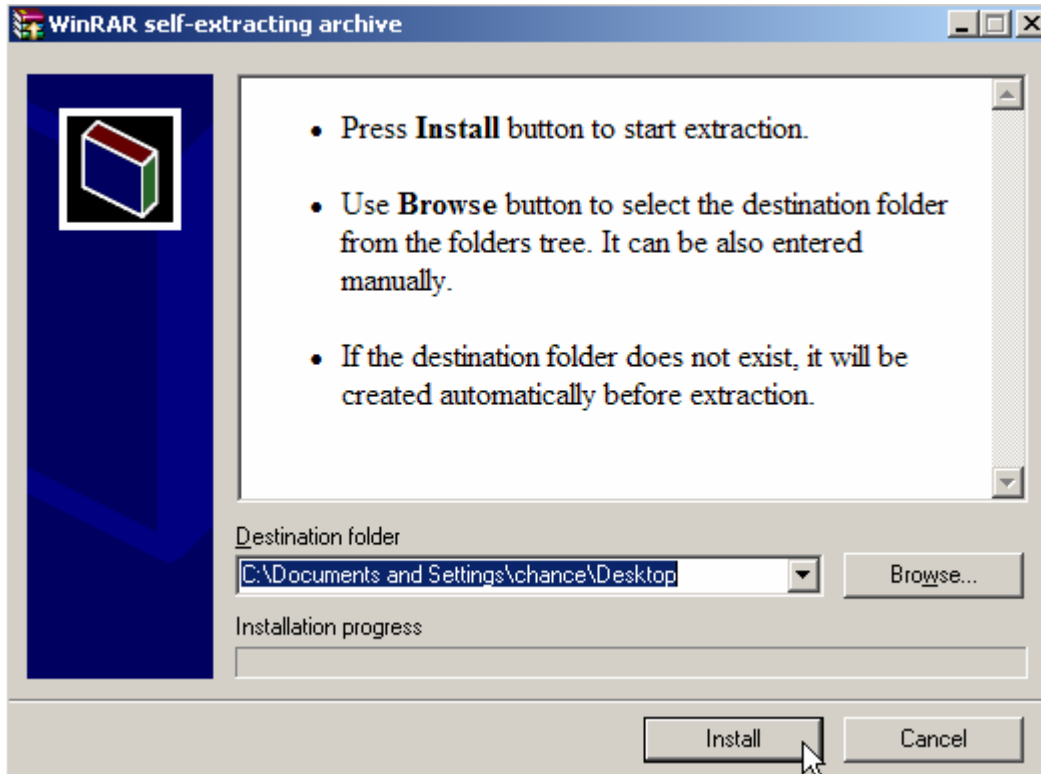 WinRAR self-extracting archive
• Press Install button to start extraction.
• Use Browse button to select the destination folder
from the folders tree. It can be also entered
manually.
• If the destination folder does not exist, it will be
created automatically before extraction.
Destination folder
C:\Documents and Settings\chance\Desktop
Browse...
Installation progress
Install
Cancel